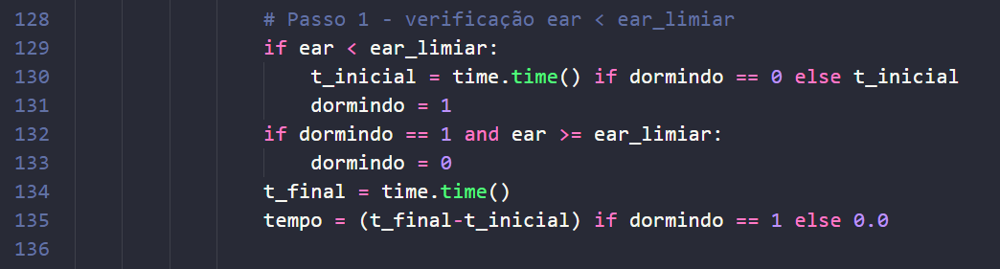 128 # Passo 1 - verificação ear < ear_limiar
129 if ear < ear_limiar:
130 t_inicial = time.time() if dormindo == 0 else t_inicial
131 dormindo = 1
132 if dormindo == 1 and ear >= ear_limiar:
133 dormindo = 0
134 t_final = time.time()
135 tempo = (t_final-t_inicial) if dormindo == 1 else 0.0
136